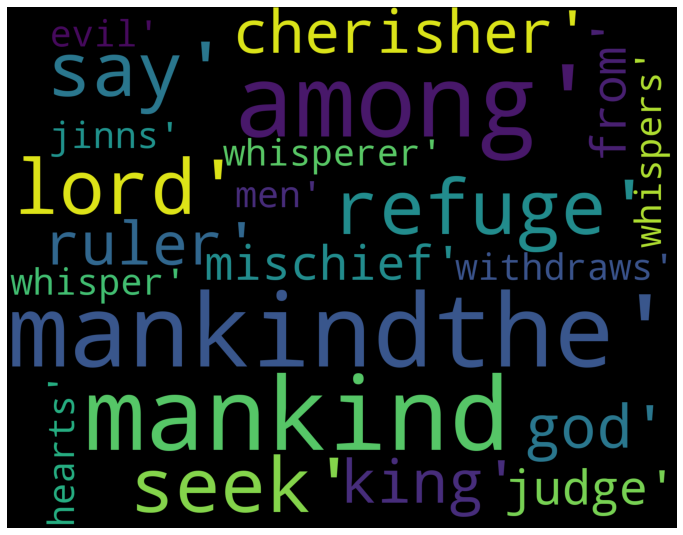 evil'
cherisher'
say'
among'
from'
jinns'
whisperer'
whispers'
lord'
men'
refuge'
ruler'
mischief'
withdraws'
whisper'
mankindthe'
mankind
hearts'
god'
seek'
king'
judge'